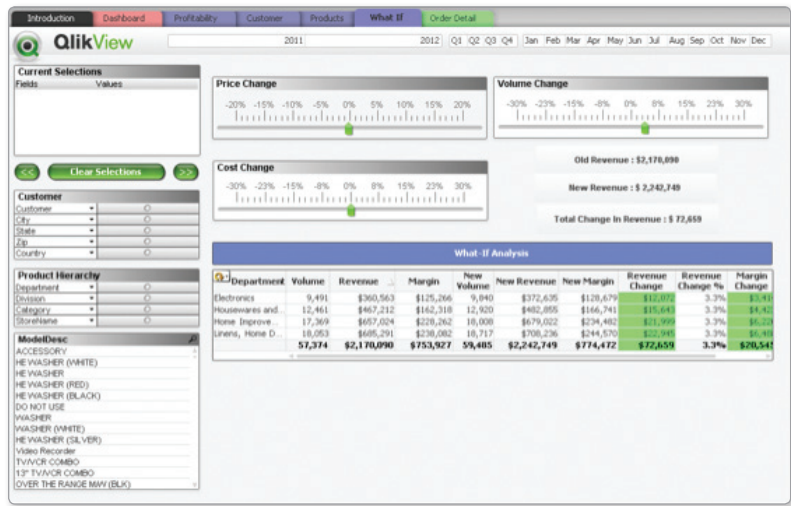 Introduction Dashboard Profitability Customer Products What If Order Detail
QlikView
2011 2012 Q1 Q2 Q3 Q4 Jan Feb Mar Apr May Jun Jul Aug Sep Oct Nov Dec
Current Selections
Fields Values
Price Change
-20% -15% -10% -5% 0% 5% 10% 15% 20%
Volume Change
-30% -23% -15% -8% 0% 8% 15% 23% 30%
<< Clear Selections >>
Cost Change
-30% -23% -15% -8% 0% 8% 15% 23% 30%
Old Revenue : $2,170,090
New Revenue : $ 2,242,749
Total Change In Revenue : $ 72,659
Customer
Customer
City
State
Zip
Country
Product Hierarchy
Department
Division
Category
StoreName
ModelDesc
ACCESSORY
HE WASHER (WHITE)
HE WASHER
HE WASHER (RED)
HE WASHER (BLACK)
DO NOT USE
WASHER
WASHER (WHITE)
HE WASHER (SILVER)
Video Recorder
TV/VCR COMBO
13" TV/VCR COMBO
OVER THE RANGE MW (BLK)
What-If Analysis
Department Volume Revenue Margin New Volume New Revenue New Margin Revenue Change Revenue Change % Margin Change
Electronics 9,491 $360,563 $125,266 9,840 $372,635 $128,679 $12,072 3.3% $3,41
Housewares and... 12,461 $467,212 $162,318 12,920 $482,855 $166,741 $15,643 3.3% $4,42
Home Improve... 17,369 $657,024 $228,262 18,008 $679,022 $234,482 $21,999 3.3% $6,22
Linens, Home D... 18,053 $685,291 $238,082 18,717 $708,236 $244,570 $22,945 3.3% $6,48
57,374 $2,170,090 $753,927 59,485 $2,242,749 $774,472 $72,659 3.3% $20,545